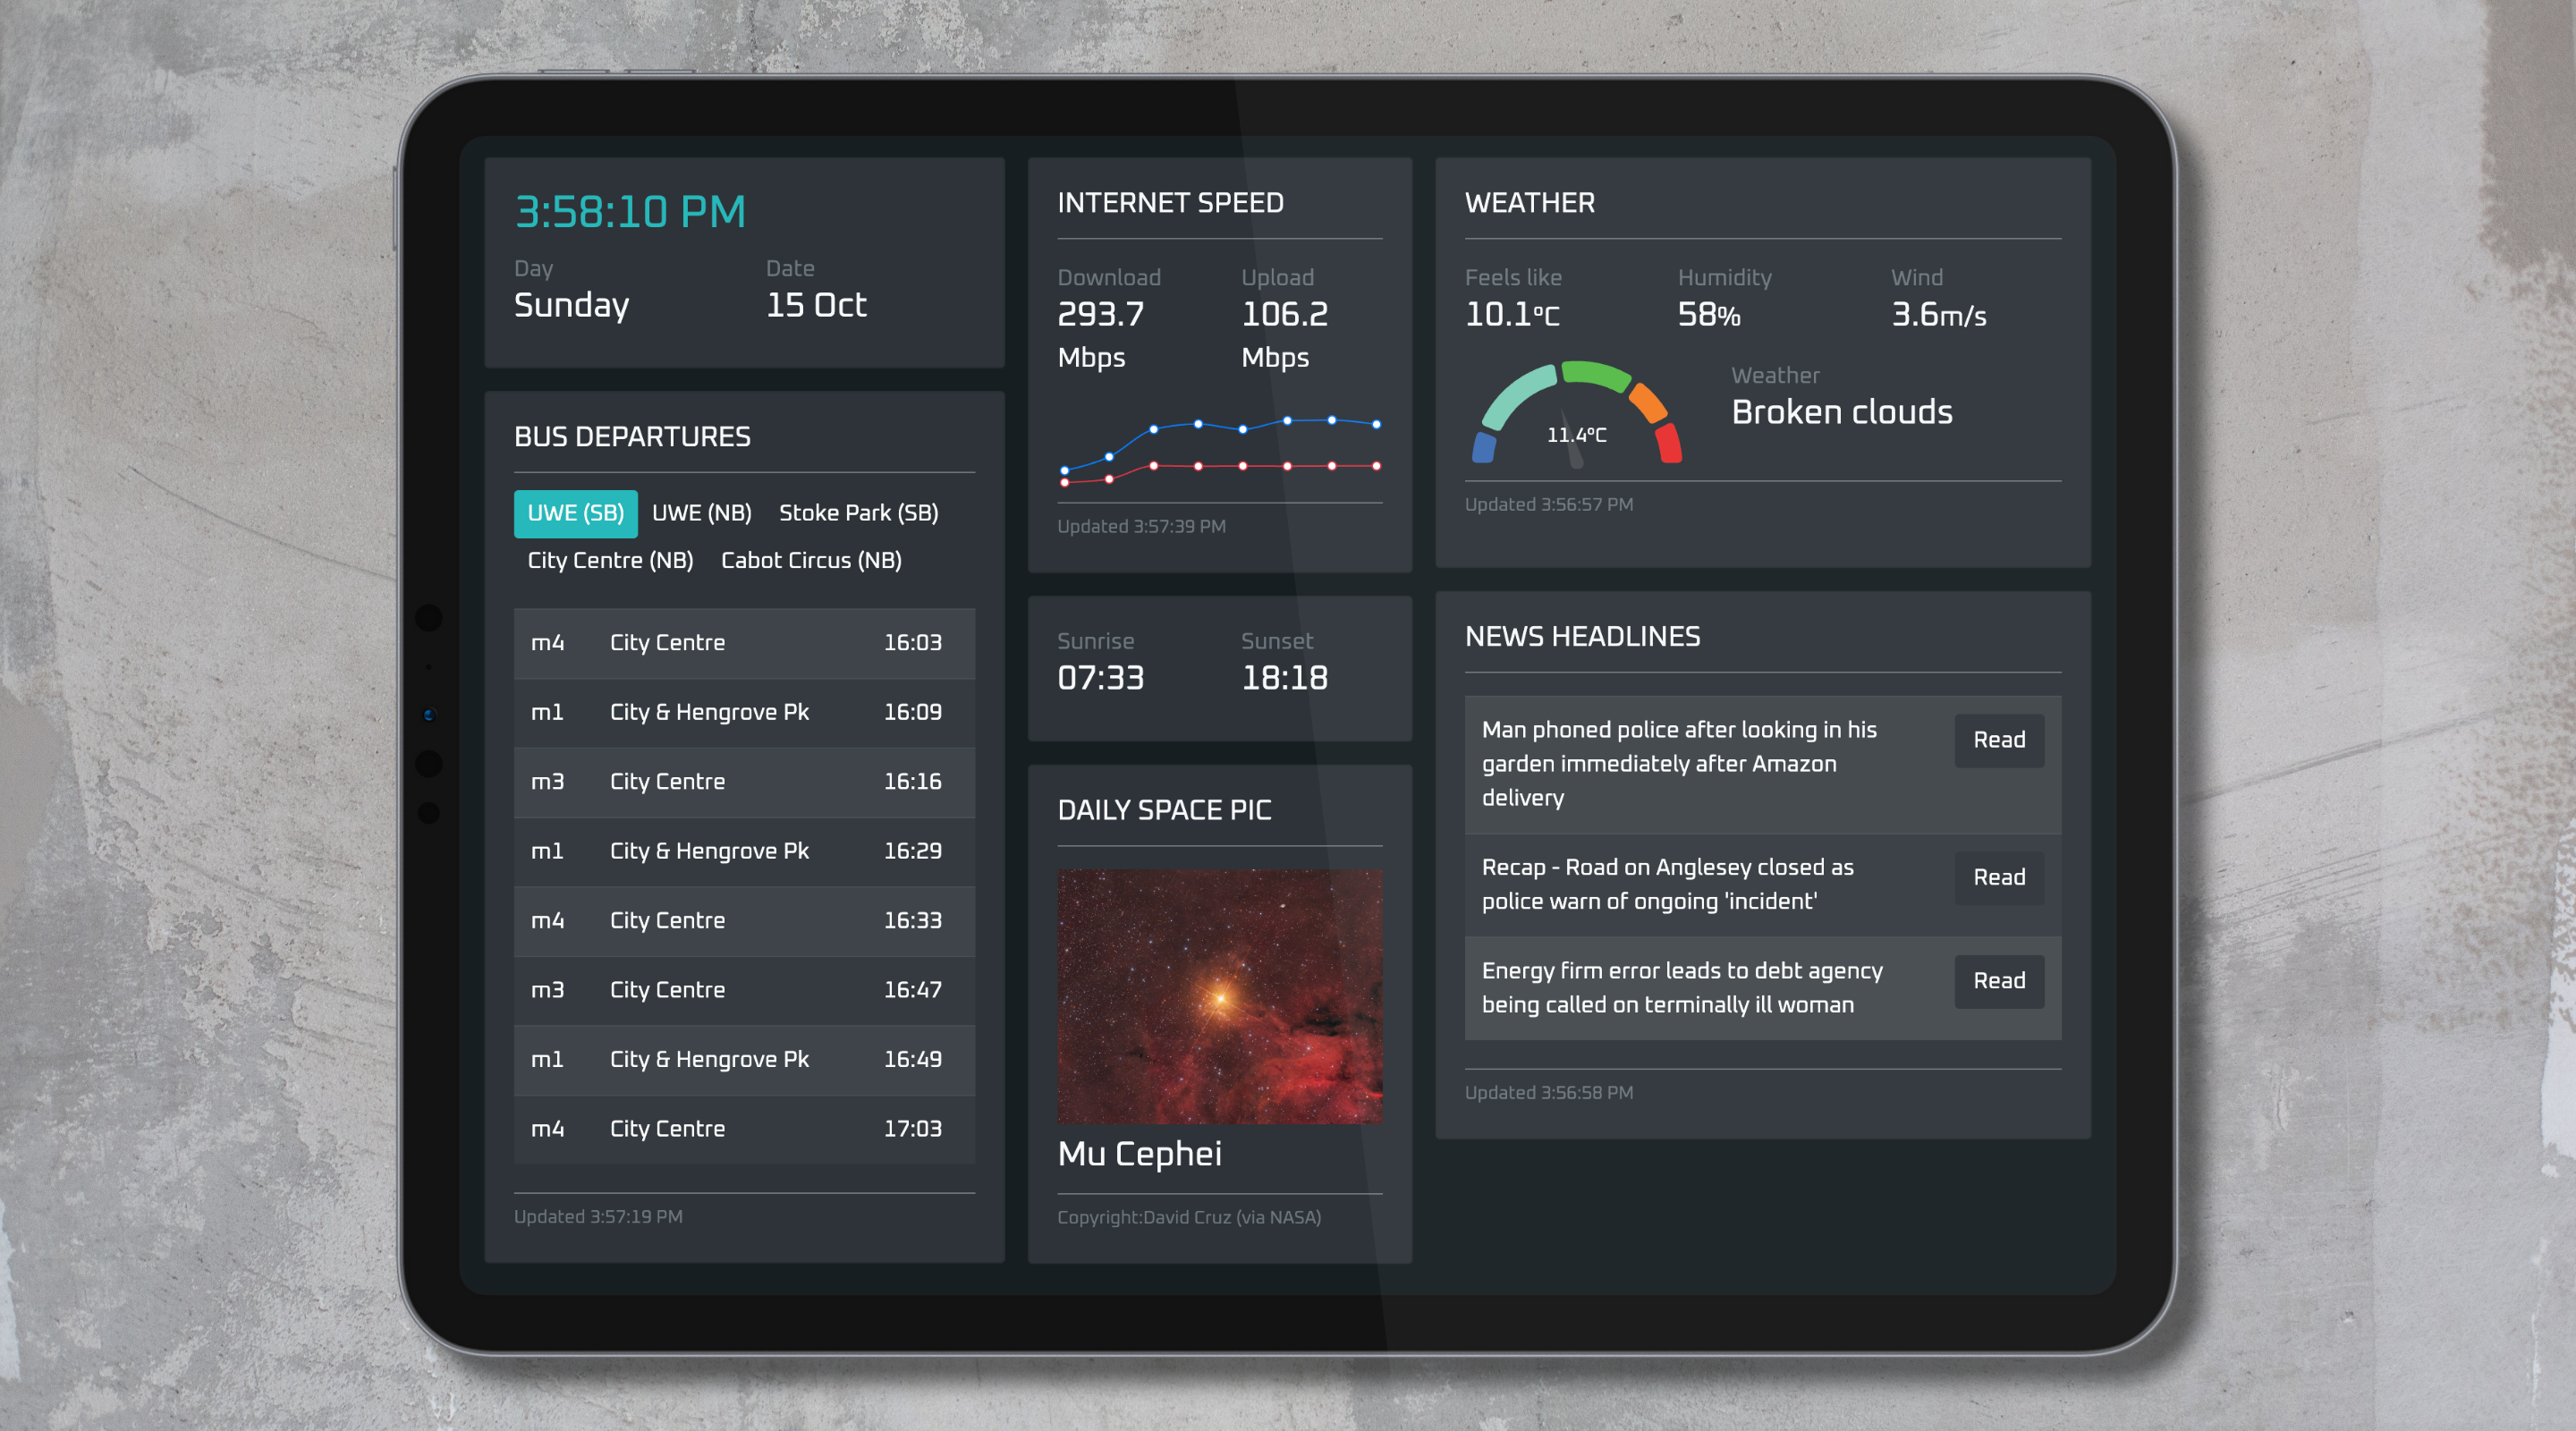 3:58:10 PM
Day
Date
Sunday
15 Oct
BUS DEPARTURES
UWE (SB) UWE (NB) Stoke Park (SB)
City Centre (NB) Cabot Circus (NB)
m4 City Centre 16:03
m1 City & Hengrove Pk 16:09
m3 City Centre 16:16
m1 City & Hengrove Pk 16:29
m4 City Centre 16:33
m3 City Centre 16:47
m1 City & Hengrove Pk 16:49
m4 City Centre 17:03
Updated 3:57:19 PM
INTERNET SPEED
Download Upload
293.7 106.2
Mbps Mbps
Updated 3:57:39 PM
Sunrise Sunset
07:33 18:18
DAILY SPACE PIC
Mu Cephei
Copyright:David Cruz (via NASA)
WEATHER
Feels like Humidity Wind
10.1°C 58% 3.6m/s
11.4°C
Weather
Broken clouds
Updated 3:56:57 PM
NEWS HEADLINES
Man phoned police after looking in his
garden immediately after Amazon
delivery
Read
Recap - Road on Anglesey closed as
police warn of ongoing 'incident'
Read
Energy firm error leads to debt agency
being called on terminally ill woman
Read
Updated 3:56:58 PM